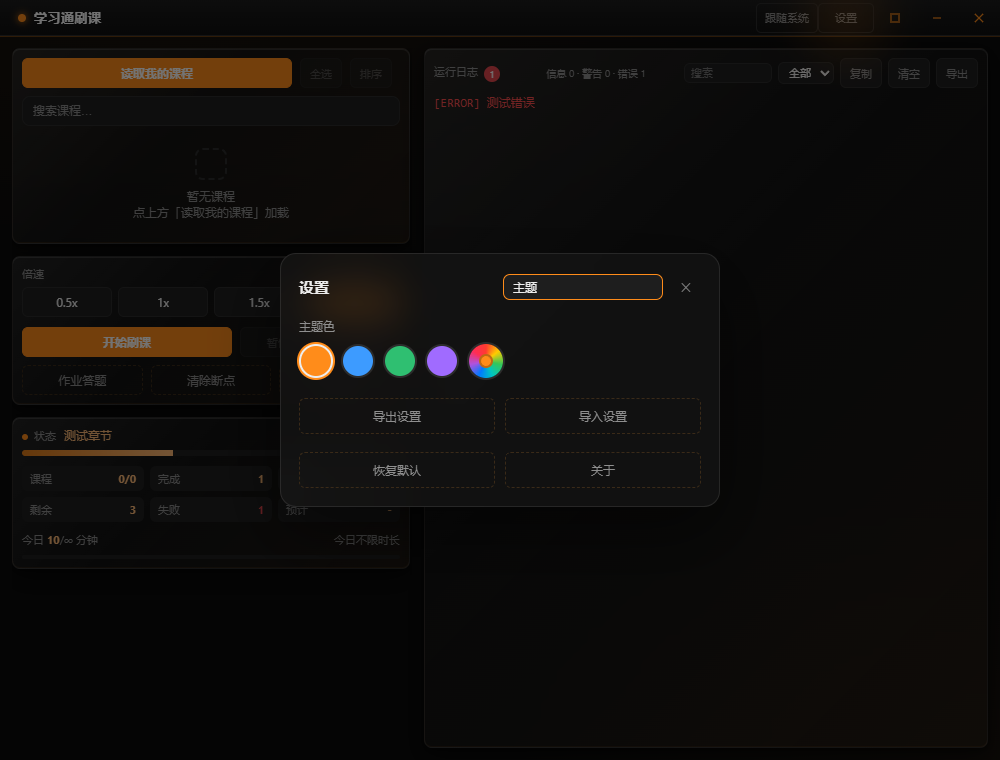 学习通刷课
跟随系统 设置
读取我的课程 全选 排序
搜索课程...
暂无课程
点上方「读取我的课程」加载
倍速
0.5x 1x 1.5x
开始刷课
作业答题 清除断点
状态 测试章节
课程 0/0 完成 1
剩余 3 失败 1 预计 -
今日 10/∞ 分钟 今日不限时长
运行日志 1 信息 0 · 警告 0 · 错误 1 搜索 全部 复制 清空 导出
[ERROR] 测试错误
设置 主题
主题色
导出设置 导入设置
恢复默认 关于